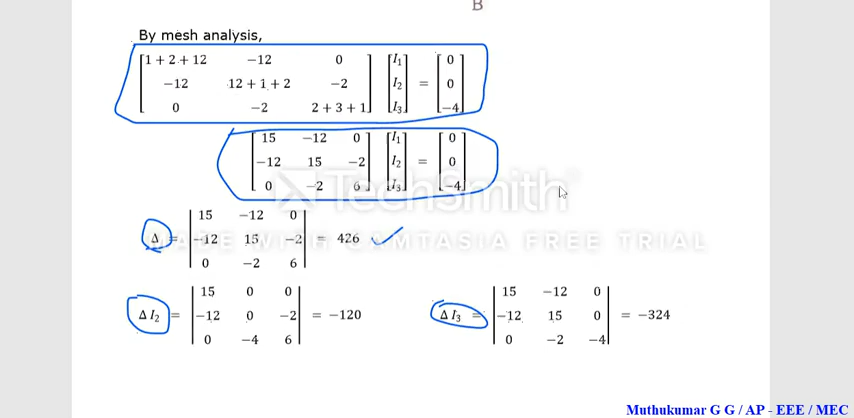 B
By mesh analysis,
[1 + 2 + 12 −12 0] [I₁] [0]
[−12 12 + 1 + 2 −2] [I₂] = [0]
[0 −2 2 + 3 + 1] [I₃] [−4]
[15 −12 0] [I₁] [0]
[−12 15 −2] [I₂] = [0]
[0 −2 6] [I₃] [−4]
TechSmith
MADE WITH CAMTASIA FREE TRIAL
|15 −12 0|
Δ = |−12 15 −2| = 426
|0 −2 6|
|15 0 0|
Δ I₂ = |−12 0 −2| = −120
|0 −4 6|
|15 −12 0|
Δ I₃ = |−12 15 0| = −324
|0 −2 −4|
Muthukumar G G / AP - EEE / MEC